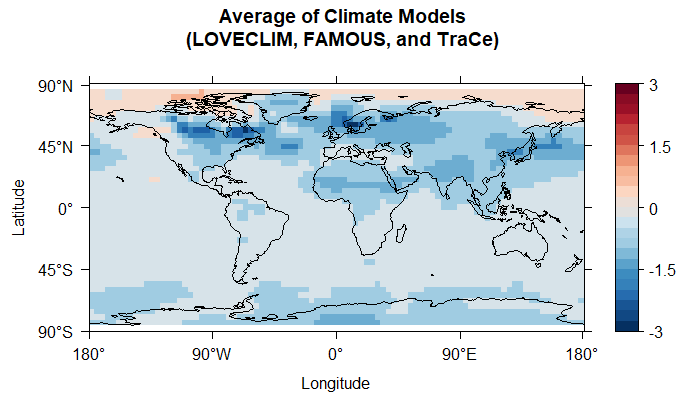 Average of Climate Models
(LOVECLIM, FAMOUS, and TraCe)
90°N
45°N
0°
45°S
90°S
Latitude
180°
90°W
0°
90°E
180°
Longitude
3
1.5
0
-1.5
-3